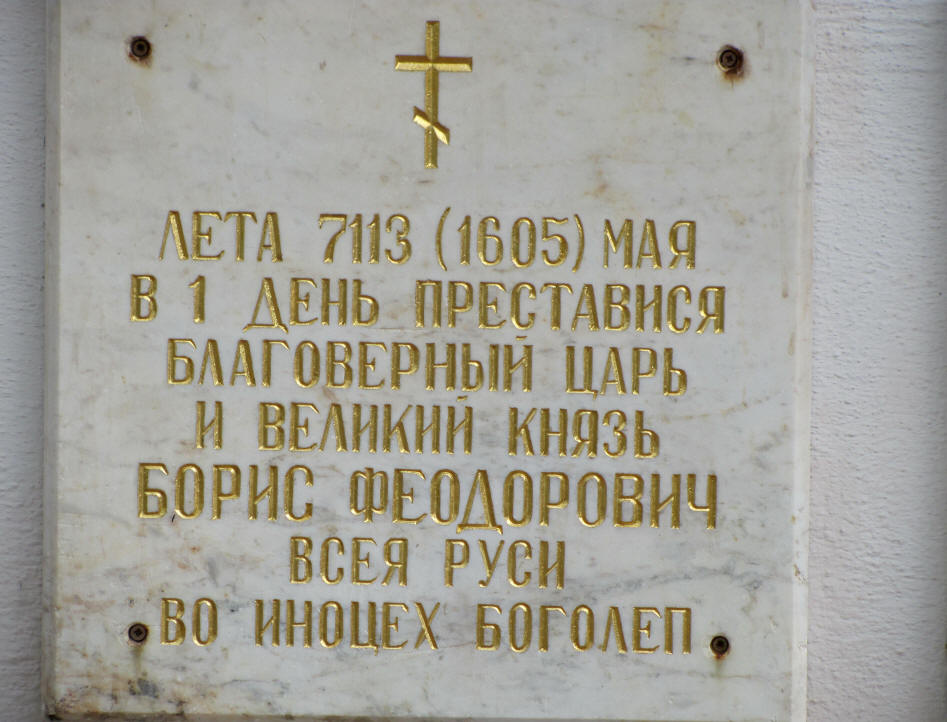 ЛЕТА 7113 (1605) МАЯ
В 1 ДЕНЬ ПРЕСТАВИСЯ
БЛАГОВЕРНЫЙ ЦАРЬ
И ВЕЛИКИЙ КНЯЗЬ
БОРИС ФЕОДОРОВИЧ
ВСЕЯ РУСИ
ВО ИНОЦЕХ БОГОЛЕП